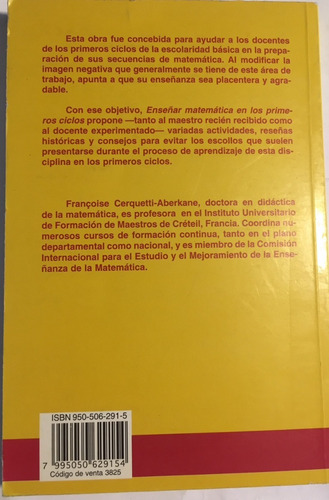 Esta obra fue concebida para ayudar a los docentes
de los primeros ciclos de la escolaridad básica en la prepa-
ración de sus secuencias de matemática. Al modificar la
imagen negativa que generalmente se tiene de este área de
trabajo, apunta a que su enseñanza sea placentera y agra-
dable.
Con ese objetivo, Enseñar matemática en los prime-
ros ciclos propone —tanto al maestro recién recibido como
al docente experimentado— variadas actividades, reseñas
históricas y consejos para evitar los escollos que suelen
presentarse durante el proceso de aprendizaje de esta dis-
ciplina en los primeros ciclos.
Françoise Cerquetti-Aberkane, doctora en didáctica
de la matemática, es profesora en el Instituto Universitario
de Formación de Maestros de Créteil, Francia. Coordina nu-
merosos cursos de formación continua, tanto en el plano
departamental como nacional, y es miembro de la Comisión
Internacional para el Estudio y el Mejoramiento de la Ense-
ñanza de la Matemática.
ISBN 950-506-291-5
7 995050 629154
Código de venta 3825